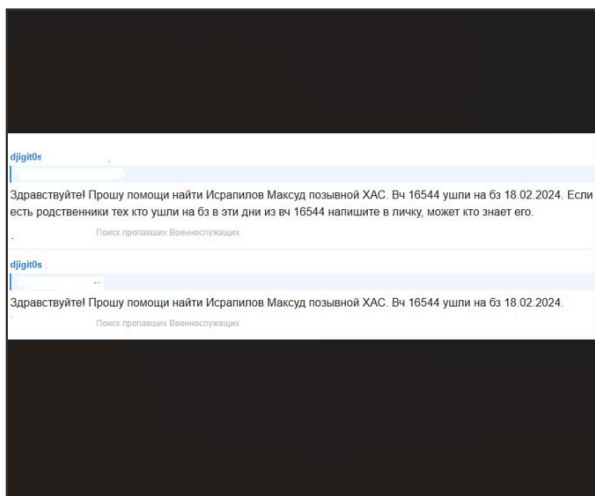 djigit0s
Здравствуйте! Прошу помощи найти Исрапилов Максуд позывной ХАС. Вч 16544 ушли на бз 18.02.2024. Если
есть родственники тех кто ушли на бз в эти дни из вч 16544 напишите в личку, может кто знает его.
Поиск пропавших Военнослужащих
djigit0s
Здравствуйте! Прошу помощи найти Исрапилов Максуд позывной ХАС. Вч 16544 ушли на бз 18.02.2024.
Поиск пропавших Военнослужащих